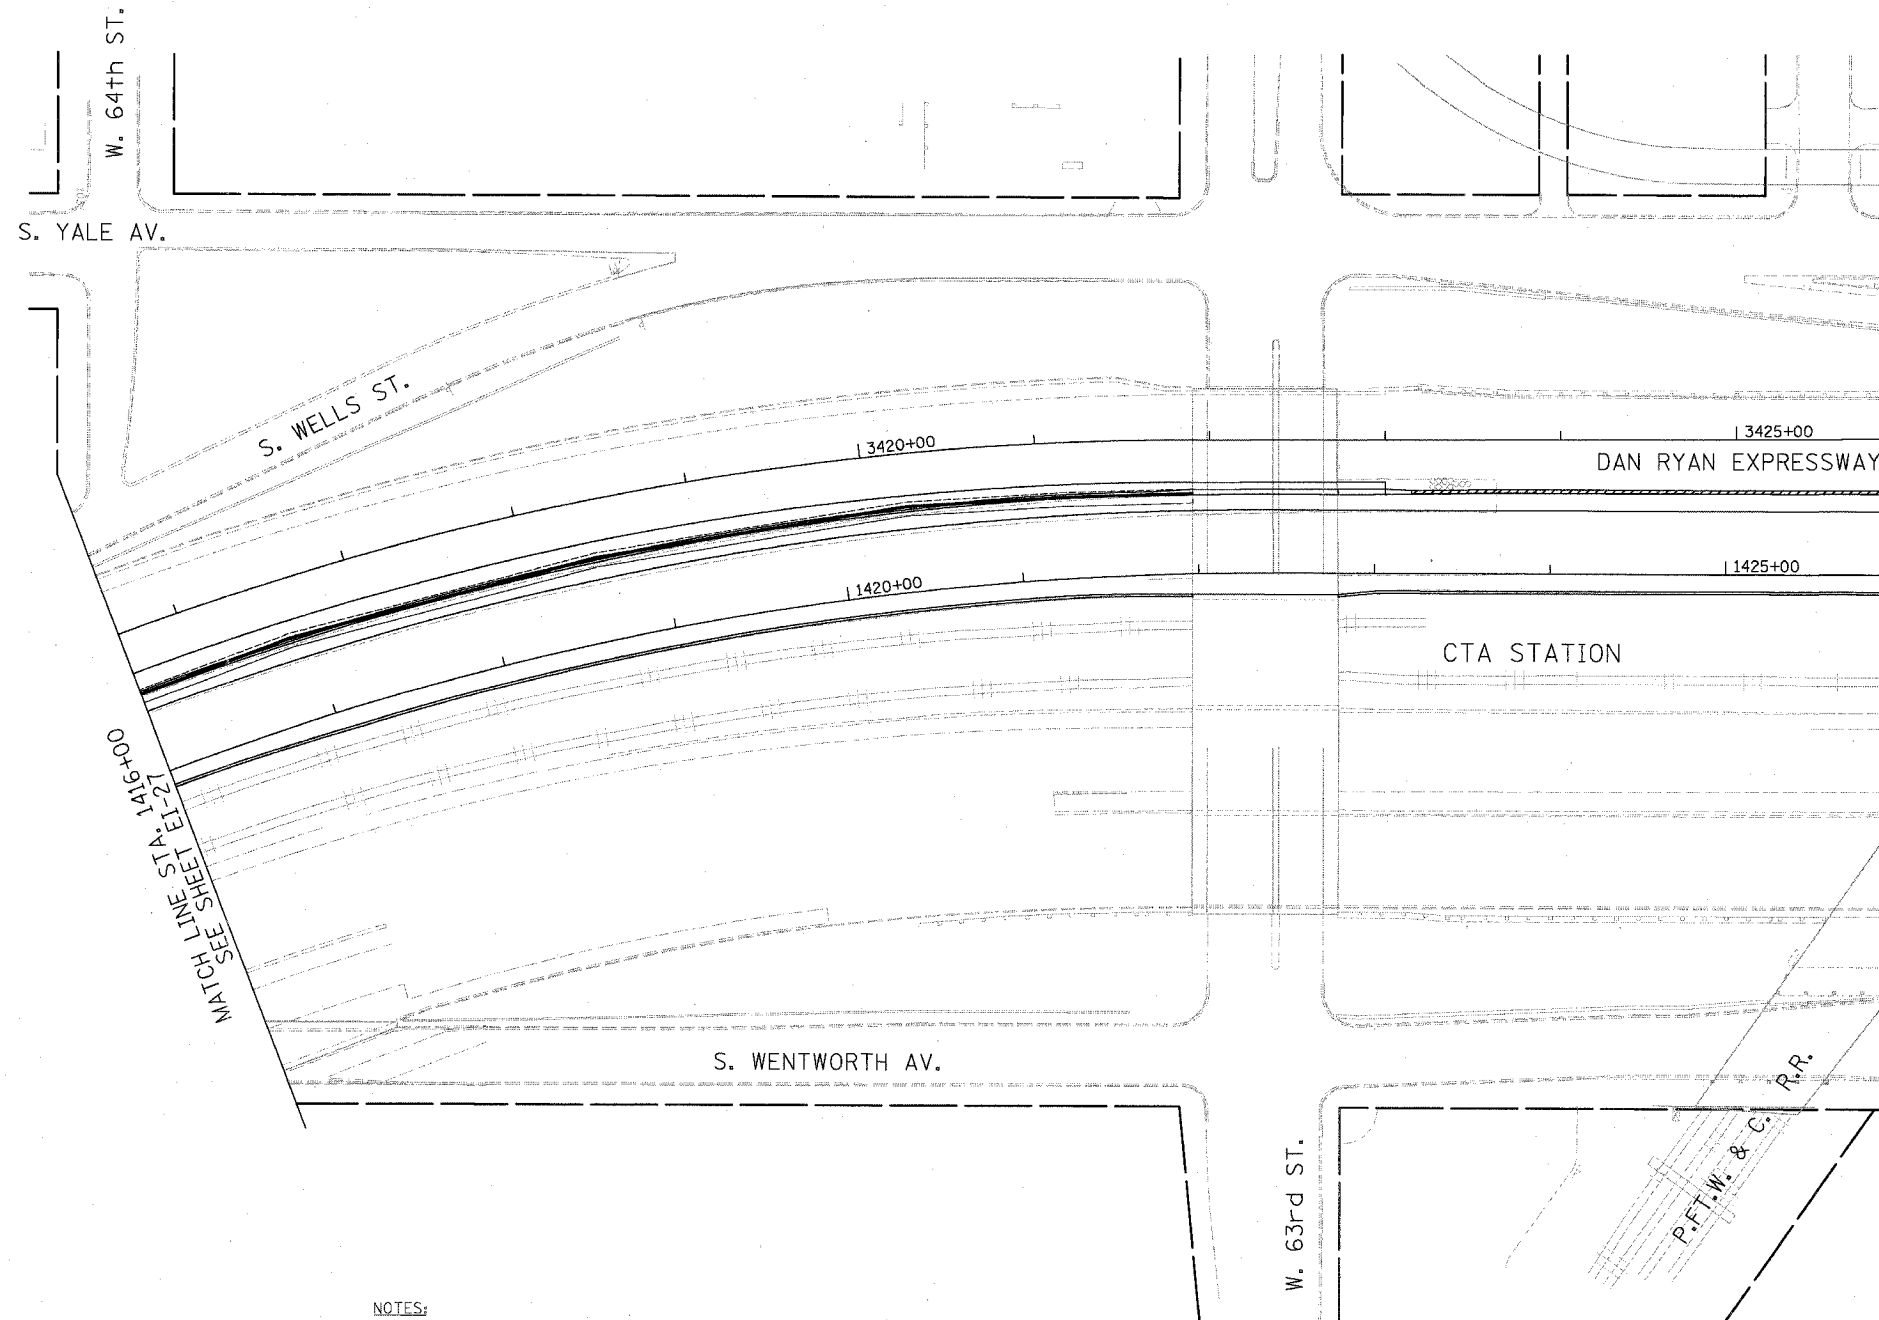 W. 64th ST.
S. YALE AV.
S. WELLS ST.
3420+00
3425+00
DAN RYAN EXPRESSWAY
1420+00
1425+00
CTA STATION
MATCH LINE STA. 1416+00
SEE SHEET EI-27
S. WENTWORTH AV.
W. 63rd ST.
P.FT.W. & C. R.R.
NOTES: